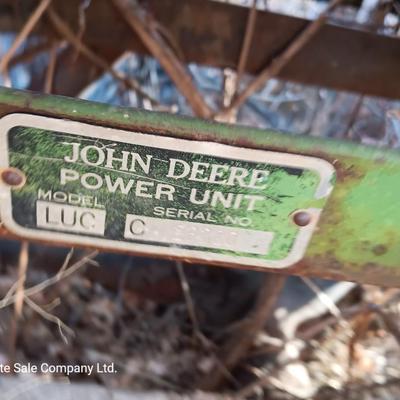 JOHN DEERE
POWER UNIT
MODEL SERIAL NO.
LUC C
te Sale Company Ltd.